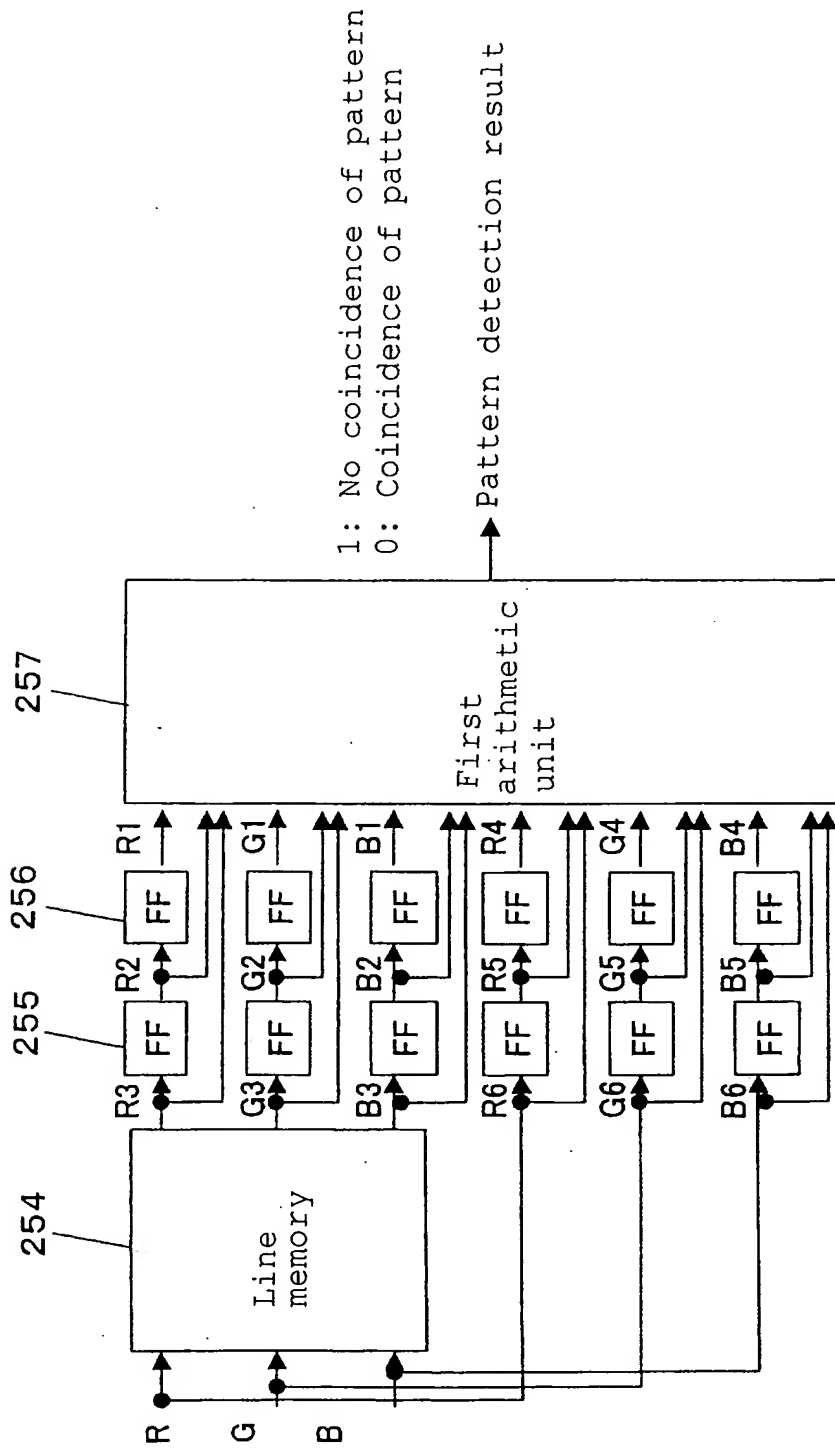 254
255
256
257
R
G
B
Line
memory
R3
FF
R2
FF
R1
G3
FF
G2
FF
G1
B3
FF
B2
FF
B1
R6
FF
R5
FF
R4
G6
FF
G5
FF
G4
B6
FF
B5
FF
B4
First
arithmetic
unit
1: No coincidence of pattern
0: Coincidence of pattern
Pattern detection result